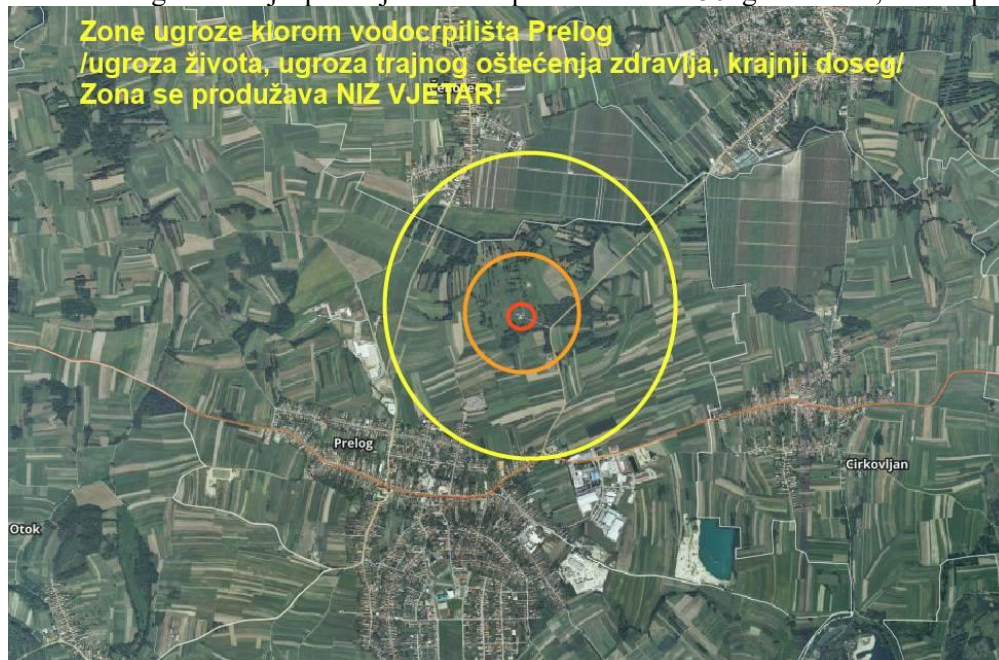 Zone ugroze klorom vodocrpilišta Prelog
/ugroza života, ugroza trajnog oštećenja zdravlja, krajnji doseg/
Zona se produžava NIZ VJETAR!
Prelog
Cirkovljan
Otok